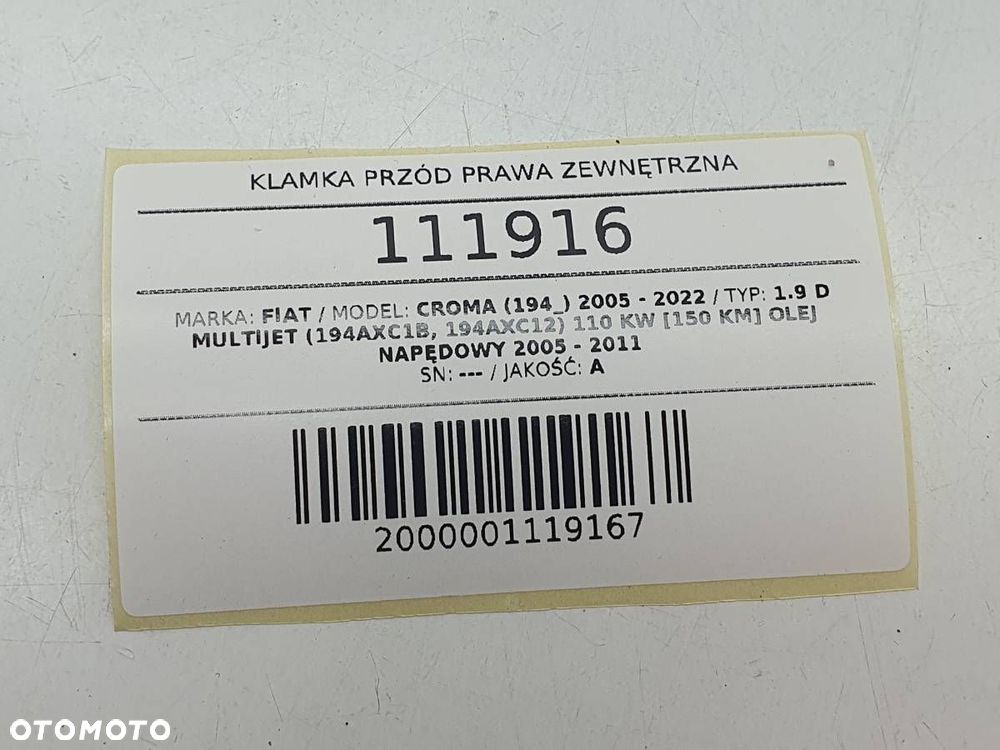 KLAMKA PRZÓD PRAWA ZEWNĘTRZNA
111916
MARKA: FIAT / MODEL: CROMA (194_) 2005 - 2022 / TYP: 1.9 D
MULTIJET (194AXC1B, 194AXC12) 110 KW [150 KM] OLEJ
NAPĘDOWY 2005 - 2011
SN: --- / JAKOŚĆ: A
2000001119167
OTOMOTO